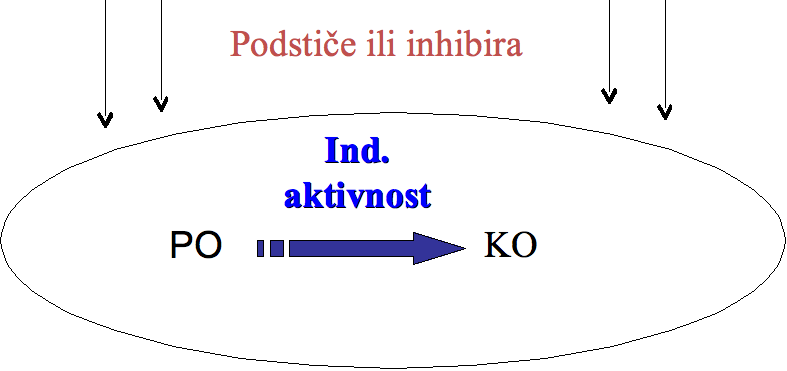 Podstiče ili inhibira
Ind.
aktivnost
PO KO